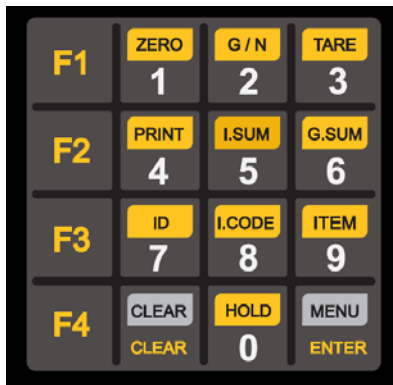 F1 ZERO G / N TARE
1 2 3
F2 PRINT I.SUM G.SUM
4 5 6
F3 ID I.CODE ITEM
7 8 9
F4 CLEAR HOLD MENU
CLEAR 0 ENTER